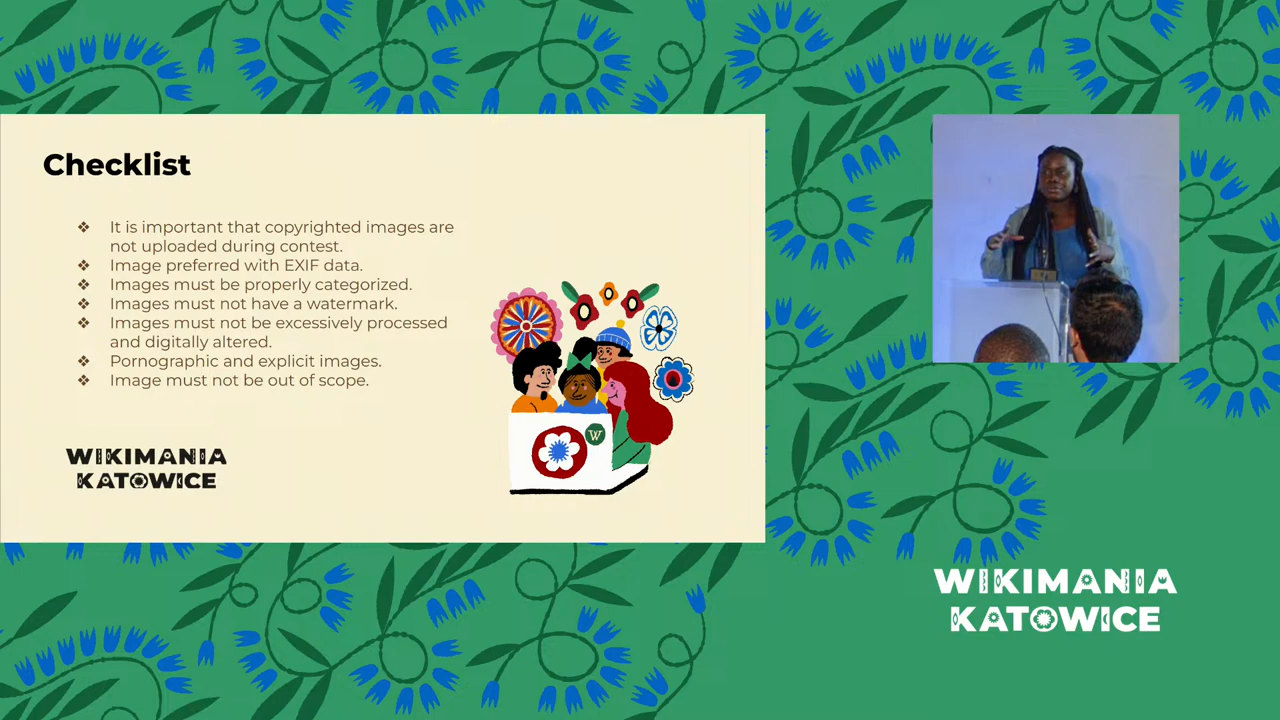 Checklist
❖ It is important that copyrighted images are
not uploaded during contest.
❖ Image preferred with EXIF data.
❖ Images must be properly categorized.
❖ Images must not have a watermark.
❖ Images must not be excessively processed
and digitally altered.
❖ Pornographic and explicit images.
❖ Image must not be out of scope.
W
WIKIMANIA
KATOWICE
WIKIMANIA
KATOWICE